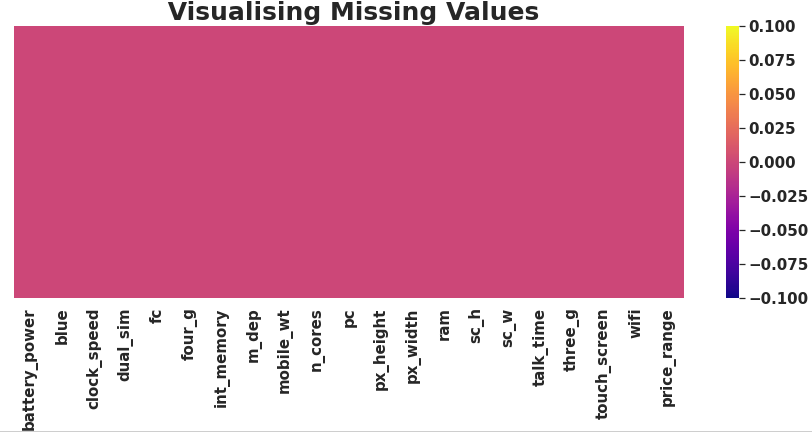 Visualising Missing Values
0.100
0.075
0.050
0.025
0.000
−0.025
−0.050
−0.075
−0.100
battery_power
blue
clock_speed
dual_sim
fc
four_g
int_memory
m_dep
mobile_wt
n_cores
pc
px_height
px_width
ram
sc_h
sc_w
talk_time
three_g
touch_screen
wifi
price_range